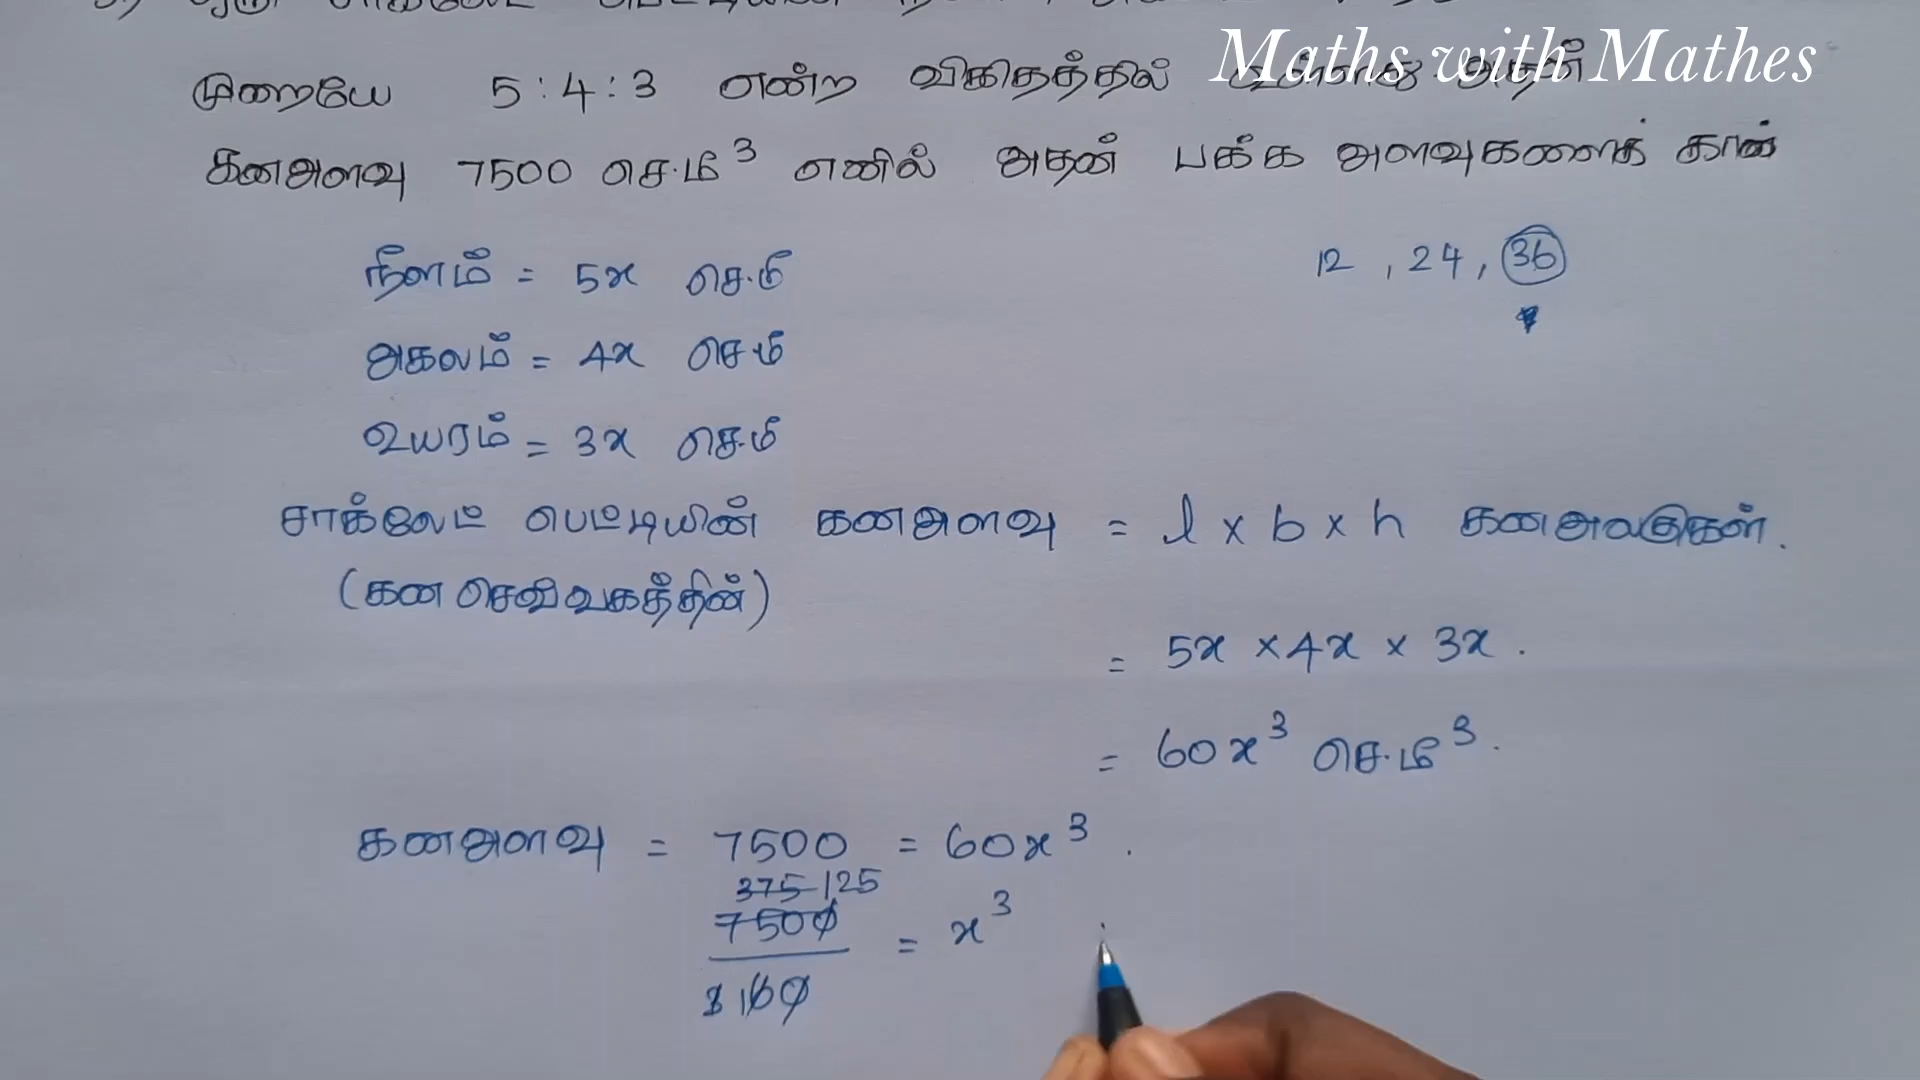 Maths with Mathes
முறையே 5 : 4 : 3 என்ற விகிதத்தில் அதன்
கனஅளவு 7500 செ.மீ³ எனில் அதன் பக்க அளவுகளைக் காண்
நீளம் = 5x செ.மீ
12 , 24 , 36
அகலம் = 4x செ.மீ
உயரம் = 3x செ.மீ
சாக்லேட் பெட்டியின் கனஅளவு = l x b x h கனஅலகுகள்.
(கன செவ்வகத்தின்)
= 5x x 4x x 3x .
= 60x³ செ.மீ³ .
கனஅளவு = 7500 = 60x³ .
375 125
7500 = x³
60